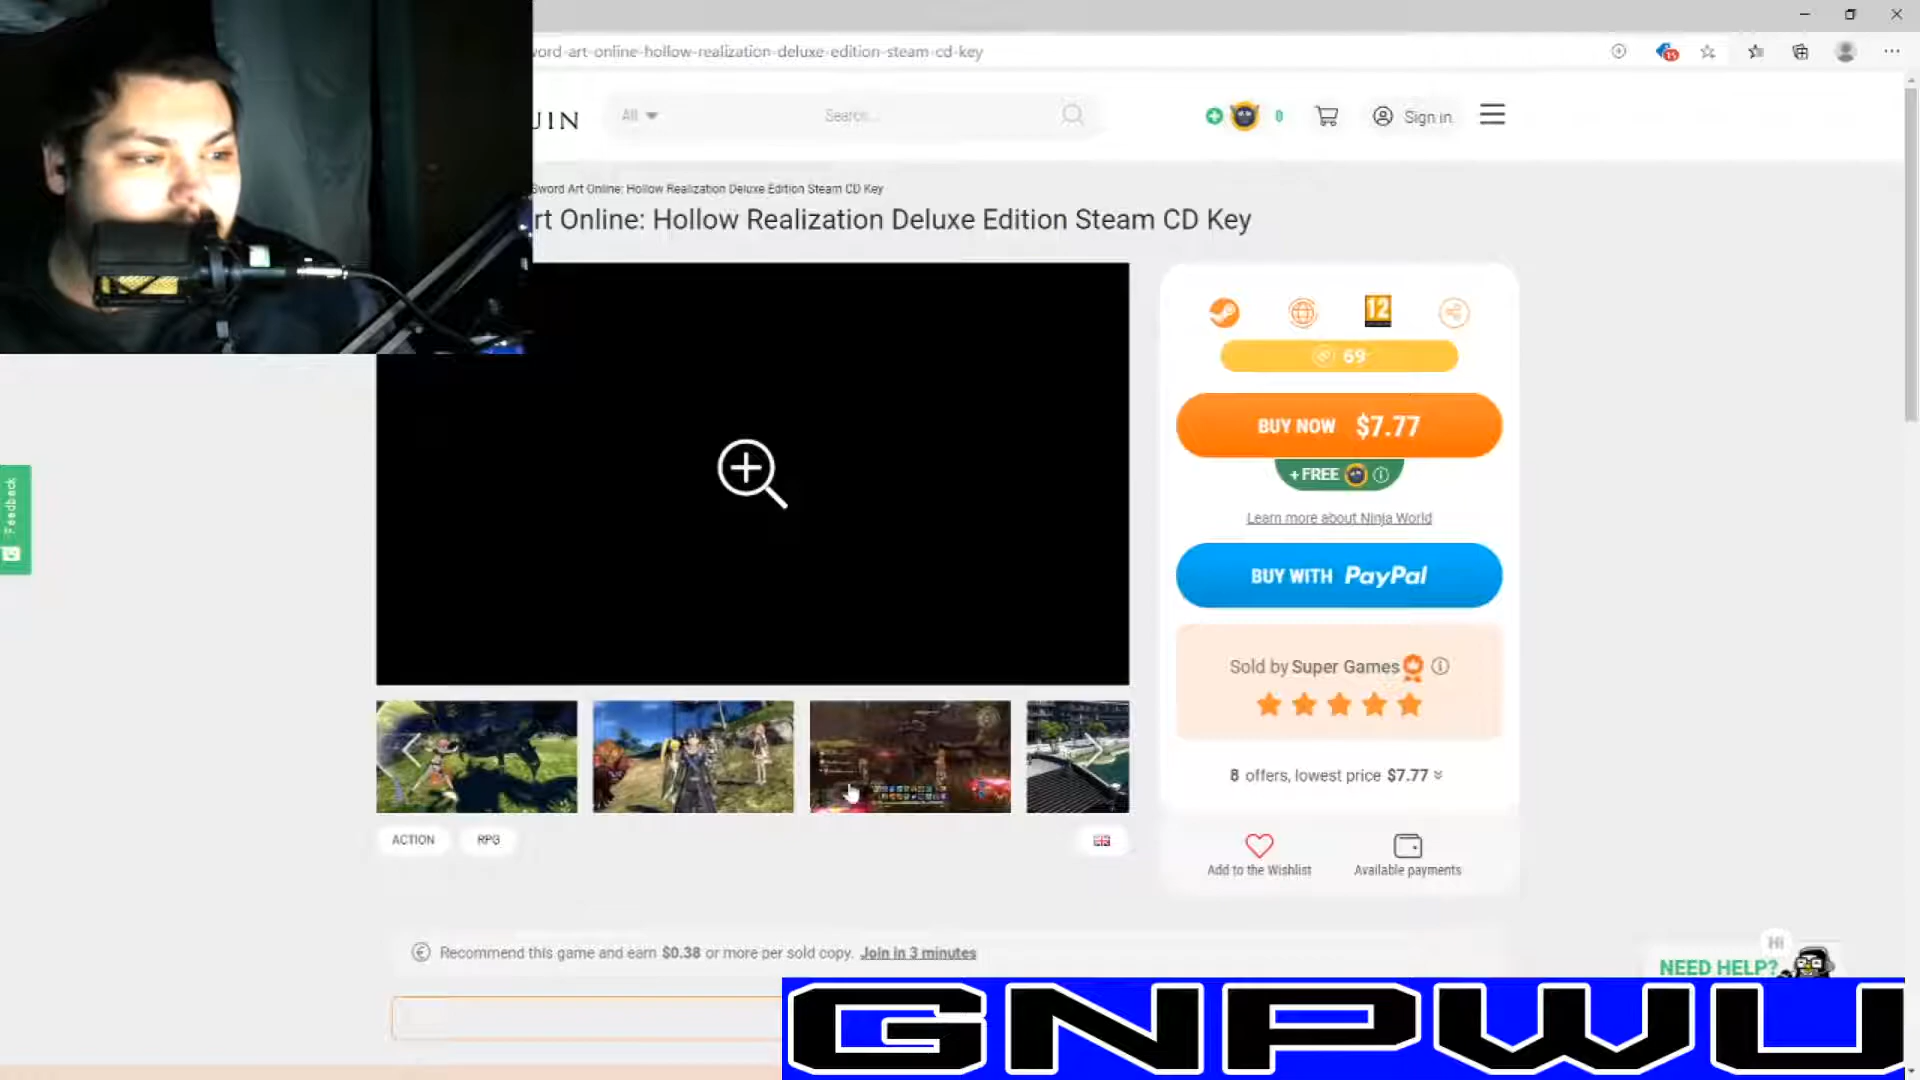 ord-art-online-hollow-realization-deluxe-edition-steam-cd-key
15
UIN
All
Search...
0
Sign in
Sword Art Online: Hollow Realization Deluxe Edition Steam CD Key
rt Online: Hollow Realization Deluxe Edition Steam CD Key
12
69
BUY NOW $7.77
+FREE
Learn more about Ninja World
BUY WITH PayPal
Feedback
Sold by Super Games
8 offers, lowest price $7.77
ACTION
RPG
Add to the Wishlist
Available payments
Recommend this game and earn $0.38 or more per sold copy. Join in 3 minutes
Hi
NEED HELP?
GNPWU